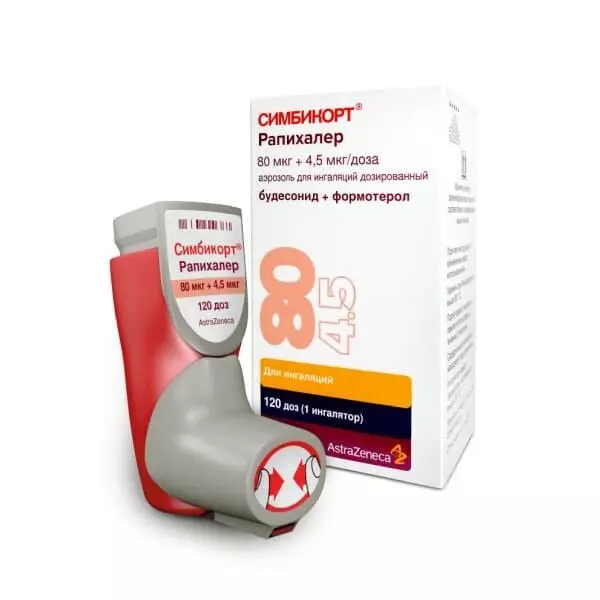 СИМБИКОРТ®
Рапихалер
80 мкг + 4,5 мкг/доза
аэрозоль для ингаляций дозированный
будесонид + формотерол
80
4.5
Для ингаляций
120 доз (1 ингалятор)
AstraZeneca
Симбикорт®
Рапихалер
80 мкг + 4,5 мкг
120 доз
AstraZeneca